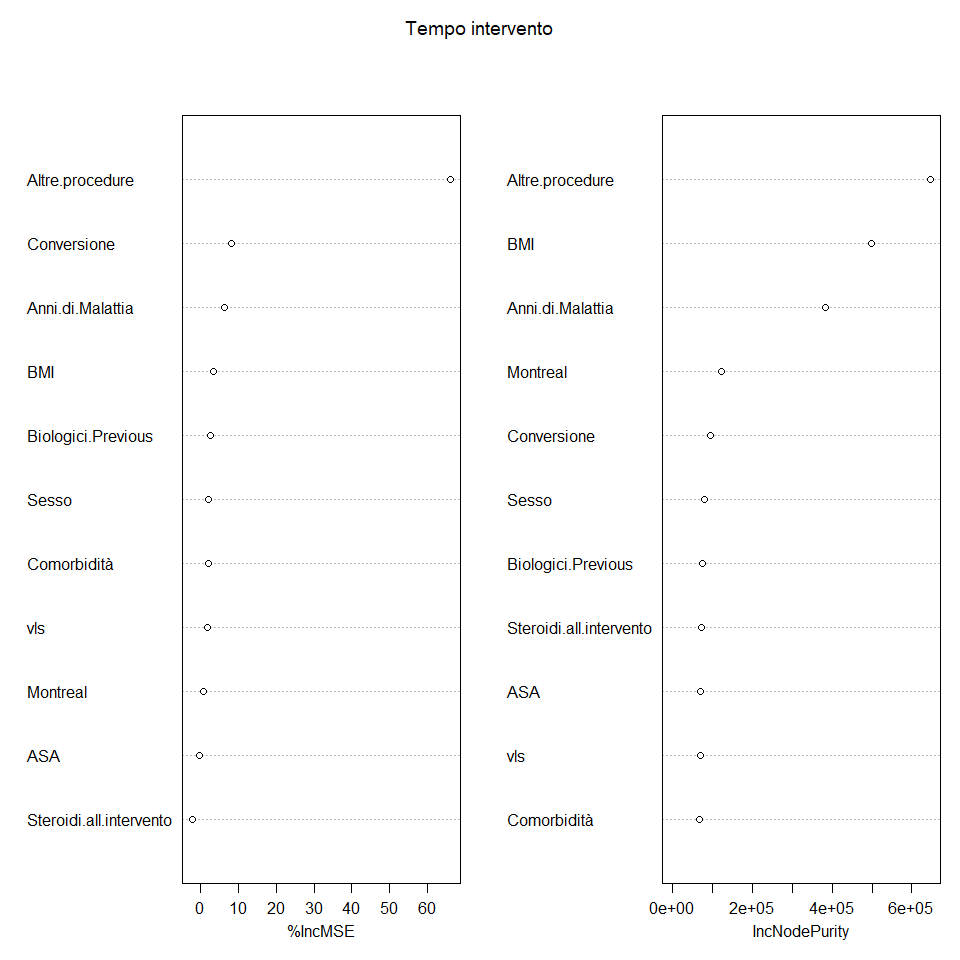 Tempo intervento
Altre.procedure
Conversione
Anni.di.Malattia
BMI
Biologici.Previous
Sesso
Comorbidità
vls
Montreal
ASA
Steroidi.all.intervento
0 10 20 30 40 50 60
%IncMSE
Altre.procedure
BMI
Anni.di.Malattia
Montreal
Conversione
Sesso
Biologici.Previous
Steroidi.all.intervento
ASA
vls
Comorbidità
0e+00 2e+05 4e+05 6e+05
IncNodePurity